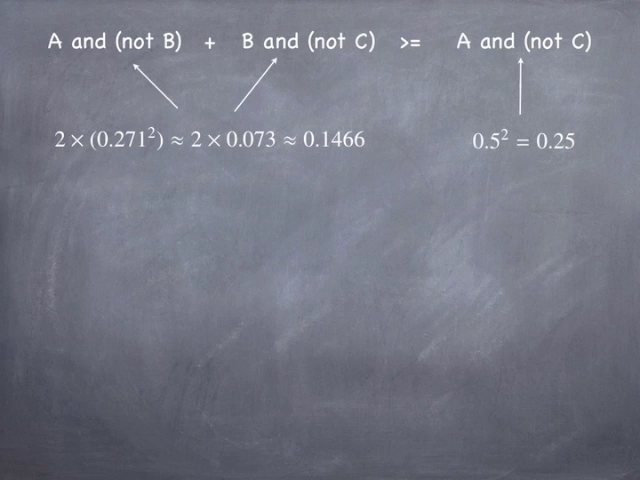 A and (not B) + B and (not C) >= A and (not C)
2 × (0.271²) ≈ 2 × 0.073 ≈ 0.1466 0.5² = 0.25